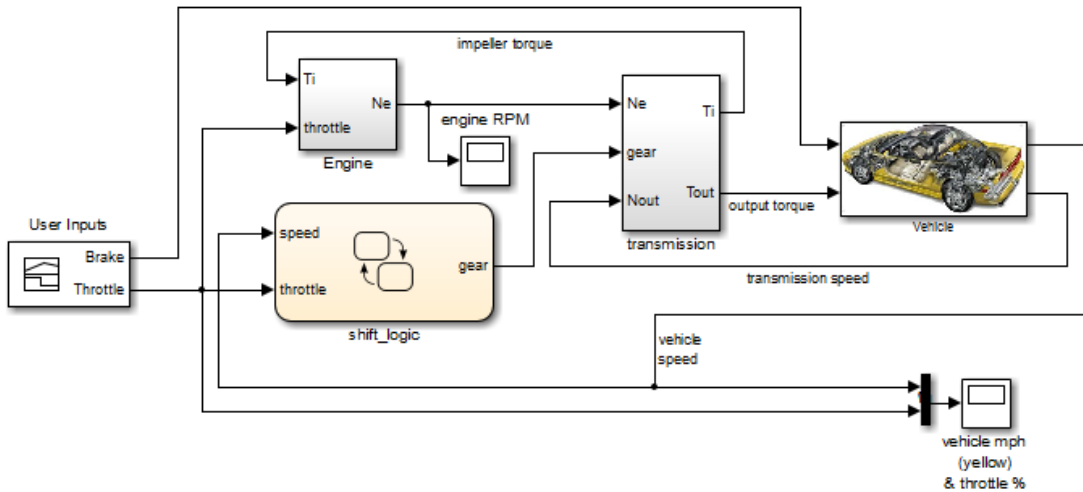 impeller torque
Ti
Ne
throttle
Engine
engine RPM
Ne
Ti
gear
Nout
Tout
transmission
output torque
Vehicle
transmission speed
User Inputs
Brake
Throttle
speed
gear
throttle
shift_logic
vehicle
speed
vehicle mph
(yellow)
& throttle %